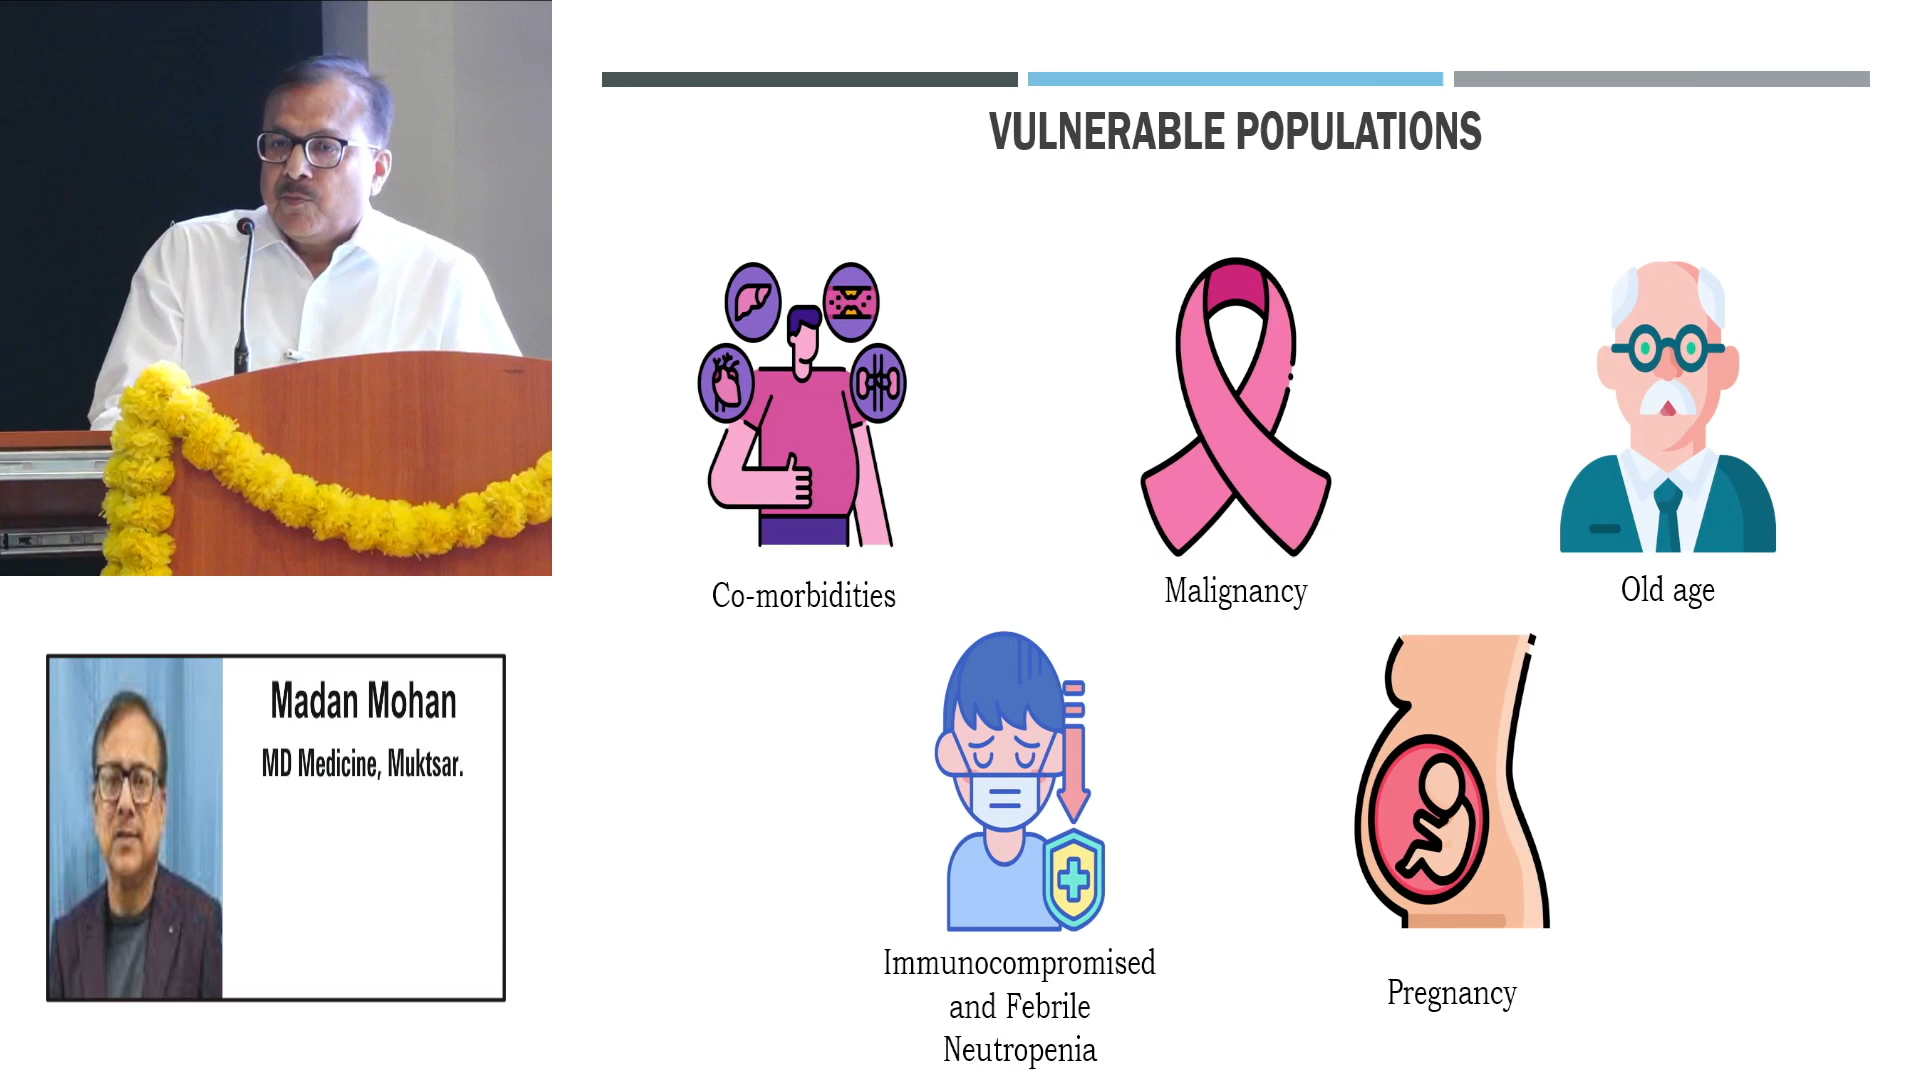 VULNERABLE POPULATIONS
Co-morbidities
Malignancy
Old age
Immunocompromised
and Febrile
Neutropenia
Pregnancy
Madan Mohan
MD Medicine, Muktsar.